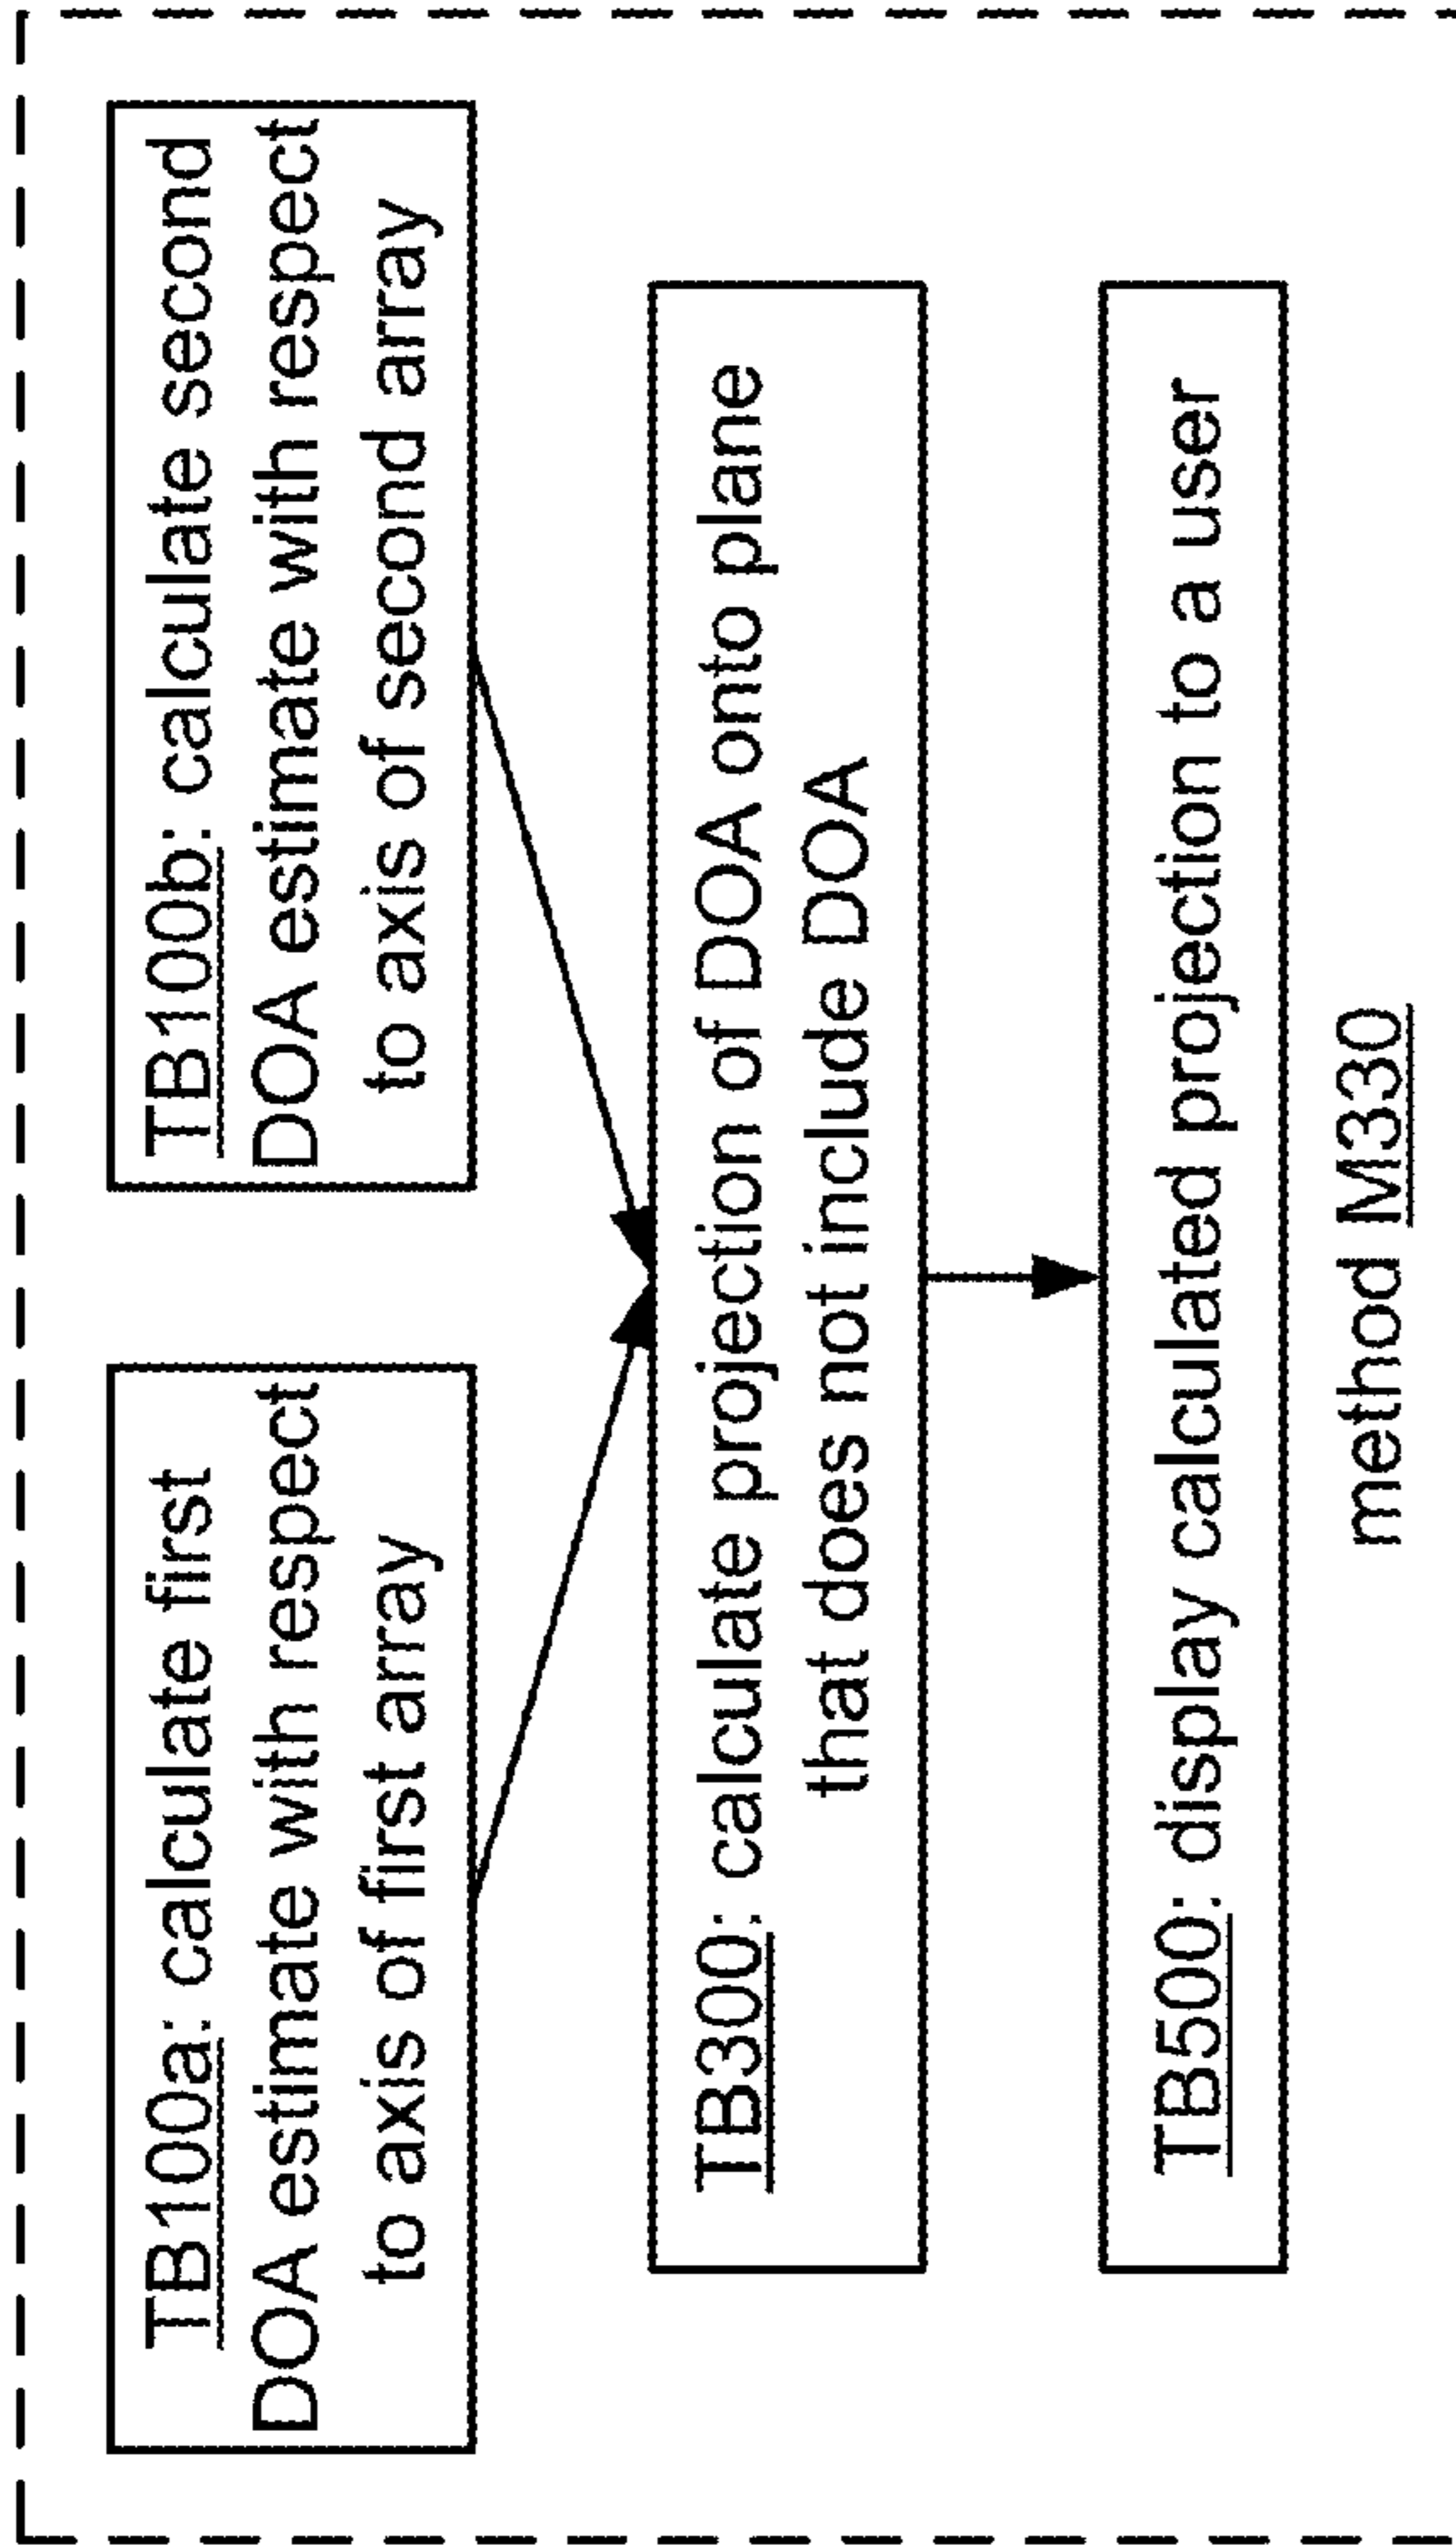 TB100a: calculate first
DOA estimate with respect
to axis of first array
TB100b: calculate second
DOA estimate with respect
to axis of second array
TB300: calculate projection of DOA onto plane
that does not include DOA
TB500: display calculated projection to a user
method M330